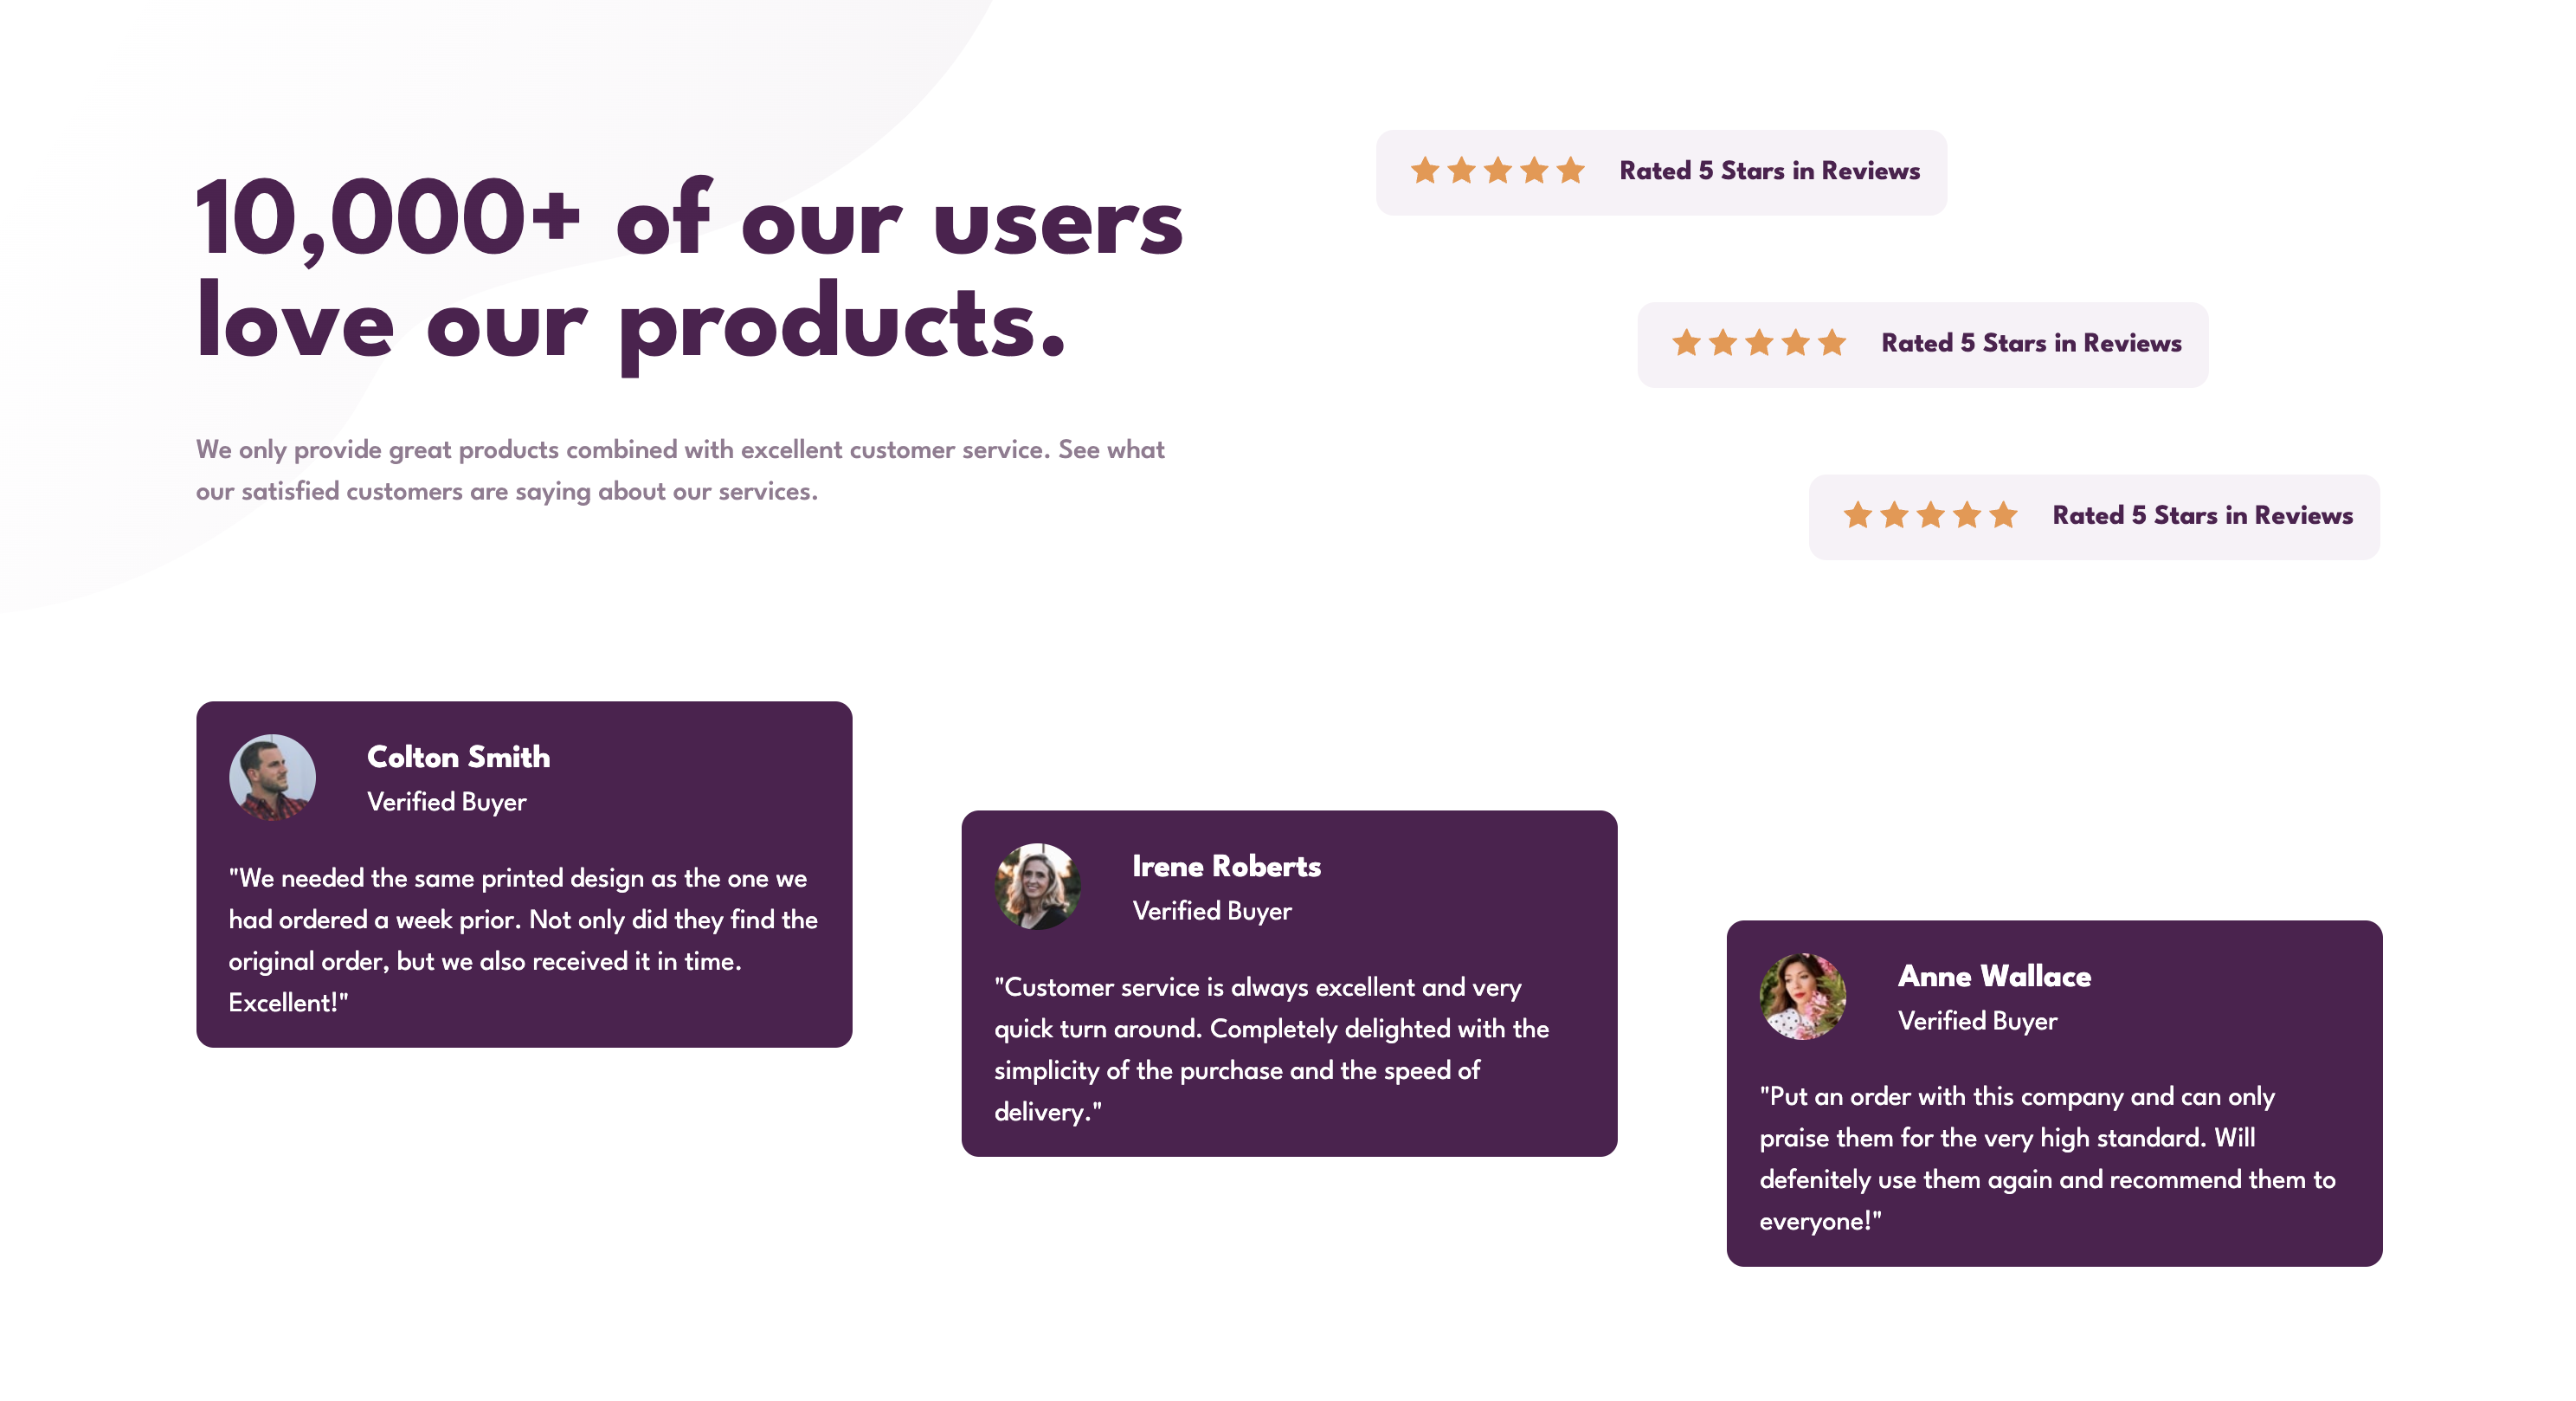 10,000+ of our users
love our products.
We only provide great products combined with excellent customer service. See what
our satisfied customers are saying about our services.
Rated 5 Stars in Reviews
Rated 5 Stars in Reviews
Rated 5 Stars in Reviews
Colton Smith
Verified Buyer
"We needed the same printed design as the one we
had ordered a week prior. Not only did they find the
original order, but we also received it in time.
Excellent!"
Irene Roberts
Verified Buyer
"Customer service is always excellent and very
quick turn around. Completely delighted with the
simplicity of the purchase and the speed of
delivery."
Anne Wallace
Verified Buyer
"Put an order with this company and can only
praise them for the very high standard. Will
defenitely use them again and recommend them to
everyone!"